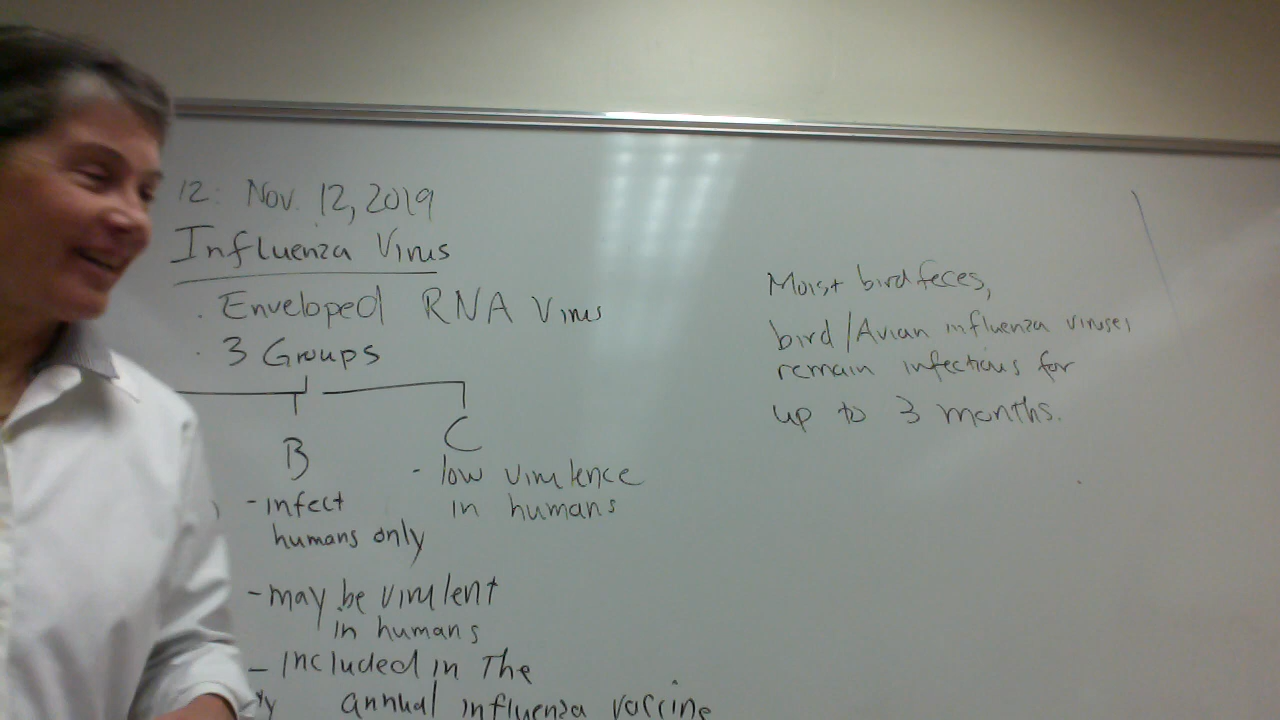 12: Nov. 12, 2019
Influenza Virus
. Enveloped RNA Virus
. 3 Groups
B
C
- infect
humans only
- low virulence
in humans
- may be virulent
in humans
- Included in The
annual influenza vaccine
Moist bird feces,
bird/Avian influenza viruses
remain infectious for
up to 3 months.